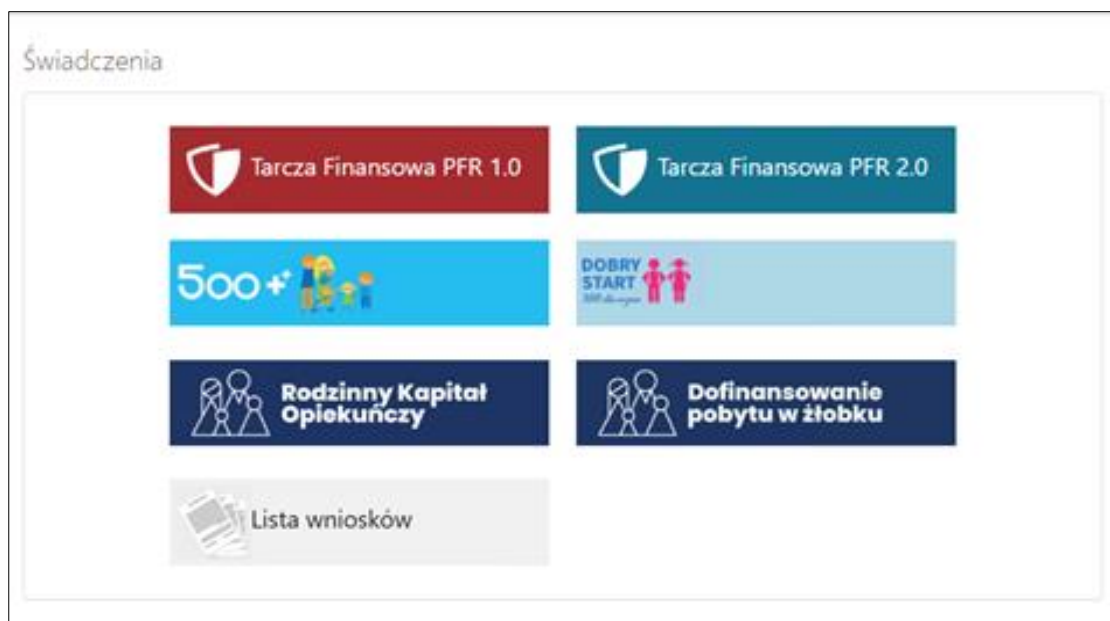 Świadczenia
Tarcza Finansowa PFR 1.0
Tarcza Finansowa PFR 2.0
500+
DOBRY
START
Rodzinny Kapitał
Opiekuńczy
Dofinansowanie
pobytu w żłobku
Lista wniosków